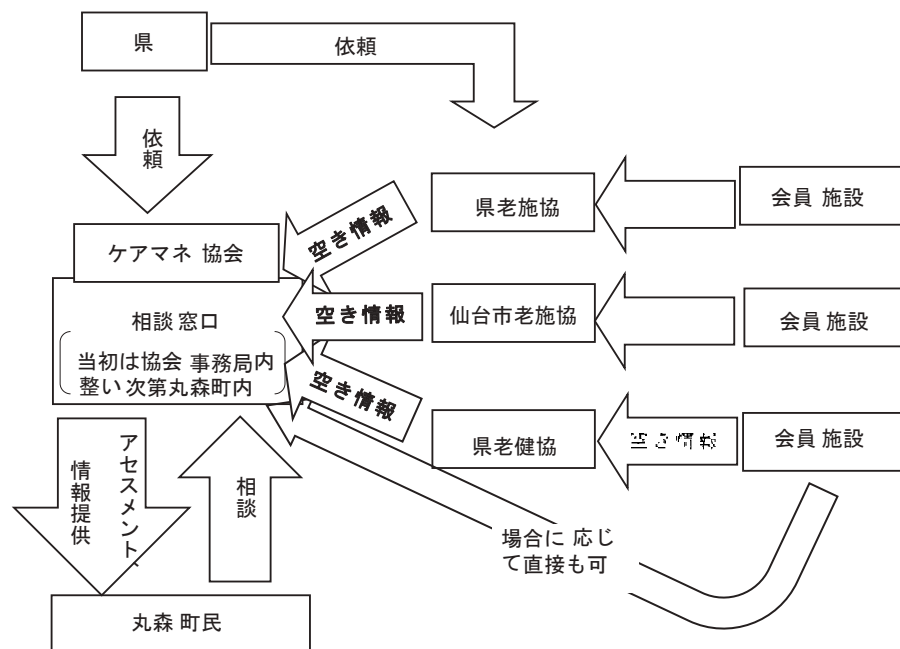 県
依頼
依頼
県老施協
会員 施設
空き情報
ケアマネ 協会
相談 窓口
当初は協会 事務局内
整い 次第丸森町内
空き情報
仙台市老施協
会員 施設
空き情報
県老健協
空き情報
会員 施設
アセスメント、
情報提供
相談
場合に 応じ
て直接も可
丸森 町民